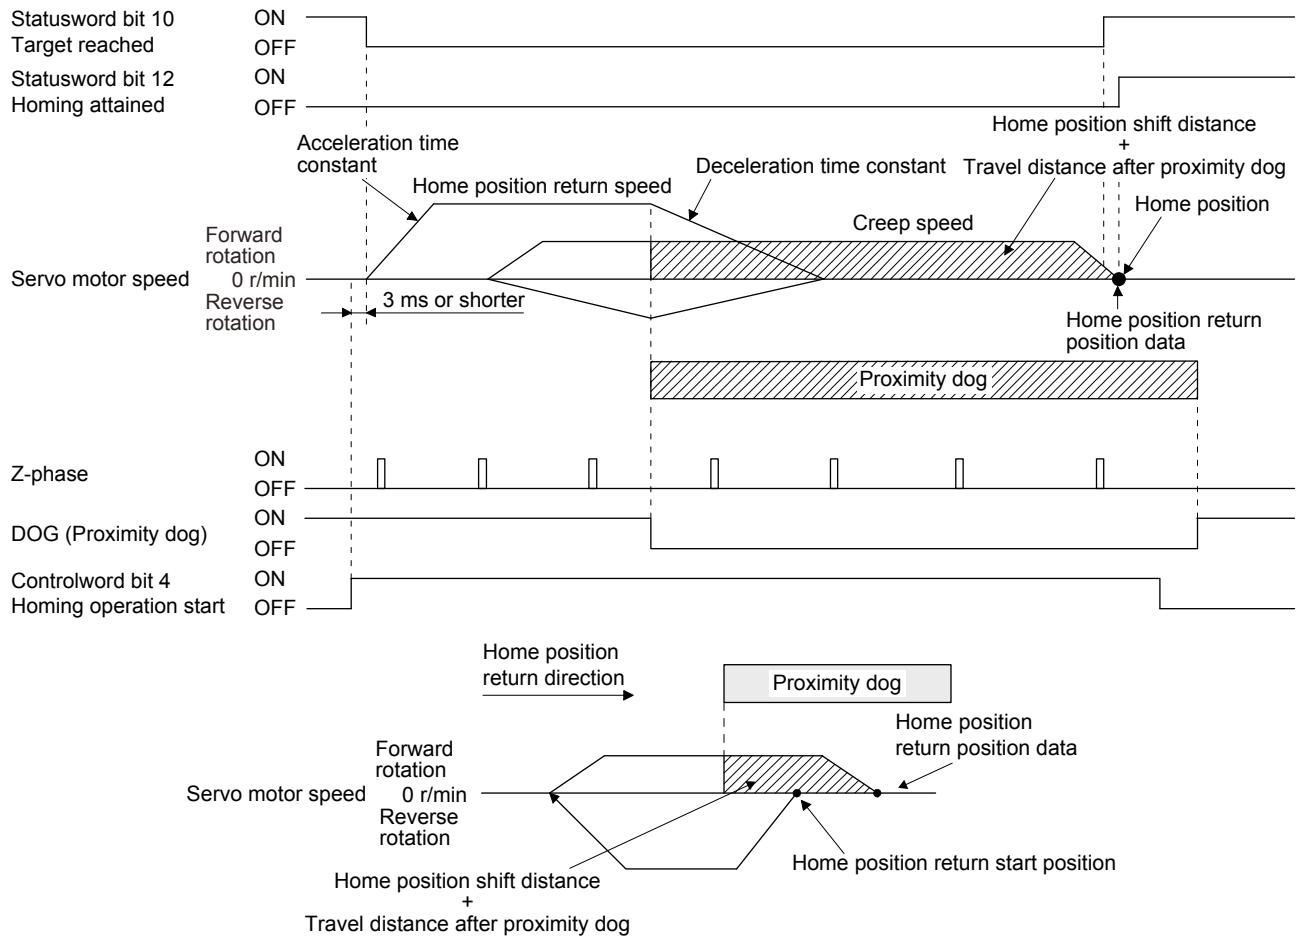 Statusword bit 10
Target reached
ON
OFF
Statusword bit 12
Homing attained
ON
OFF
Home position shift distance
+
Travel distance after proximity dog
Acceleration time
constant
Home position return speed
Deceleration time constant
Creep speed
Home position
Servo motor speed
Forward
rotation
0 r/min
Reverse
rotation
3 ms or shorter
Home position return
position data
Proximity dog
Z-phase
ON
OFF
DOG (Proximity dog)
ON
OFF
Controlword bit 4
Homing operation start
ON
OFF
Home position
return direction
Proximity dog
Home position
return position data
Servo motor speed
Forward
rotation
0 r/min
Reverse
rotation
Home position return start position
Home position shift distance
+
Travel distance after proximity dog